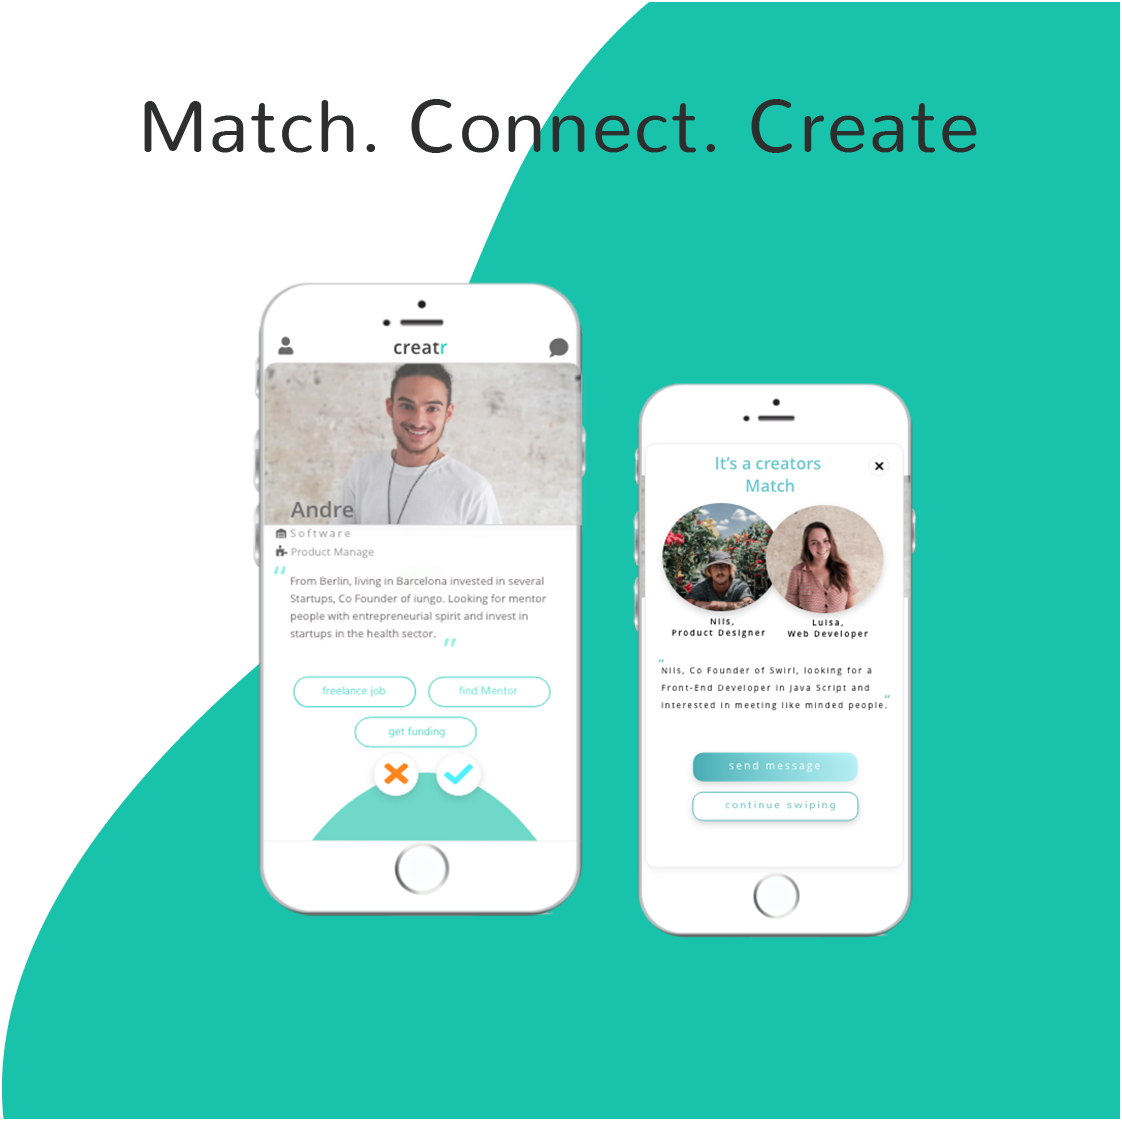 Match. Connect. Create
creatr
Andre
Software
Product Manage
“
From Berlin, living in Barcelona invested in several
Startups, Co Founder of iungo. Looking for mentor
people with entrepreneurial spirit and invest in
startups in the health sector.
”
freelance job
find Mentor
get funding
It’s a creators
Match
Nils,
Product Designer
Luisa,
Web Developer
“
Nils, Co Founder of Swirl, looking for a
Front-End Developer in Java Script and
interested in meeting like minded people.
”
send message
continue swiping